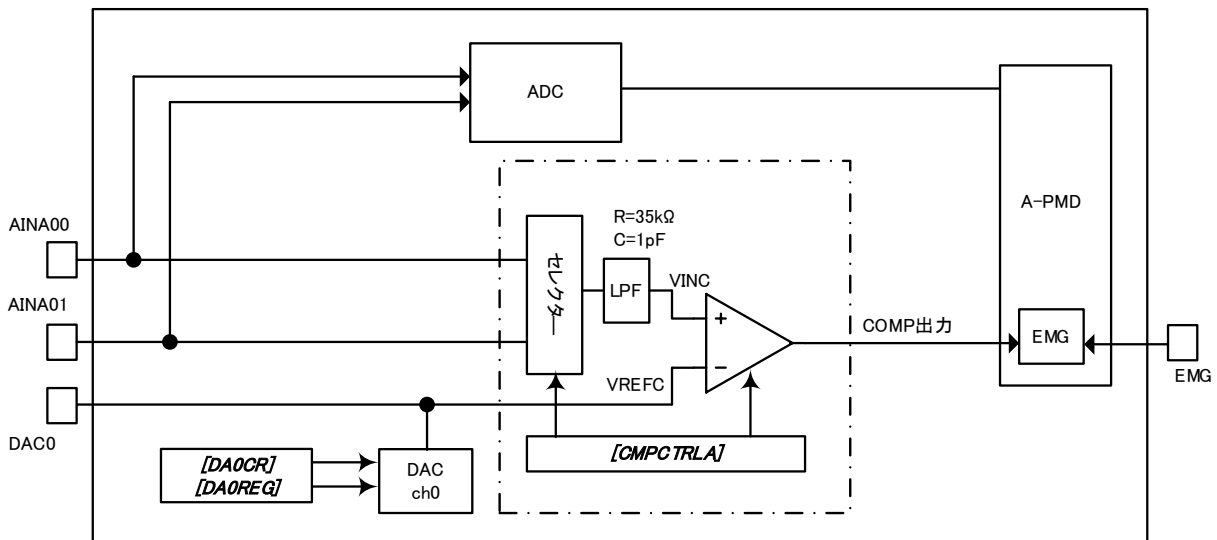 ADC
A-PMD
AINA00
R=35kΩ
C=1pF
セレクター
LPF
VINC
AINA01
+
COMP出力
EMG
−
VREFC
EMG
DAC0
[DA0CR]
[DA0REG]
DAC
ch0
[CMPCTRLA]